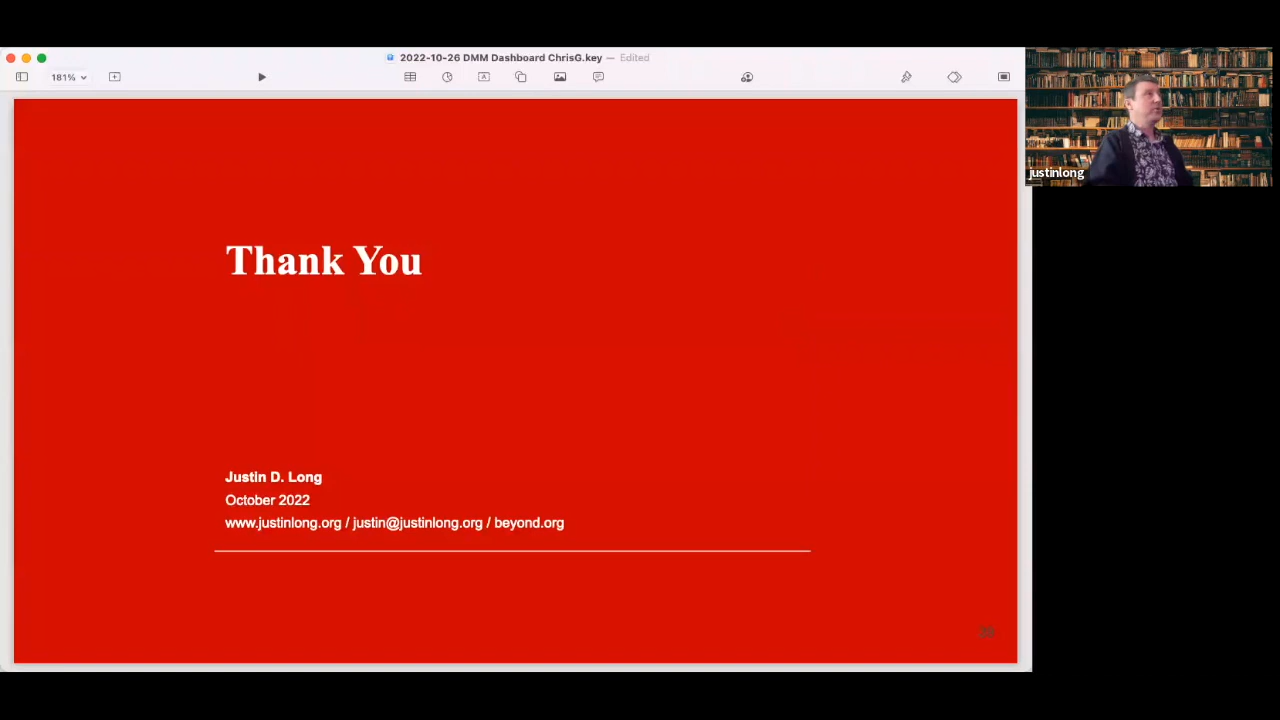 2022-10-26 DMM Dashboard ChrisG.key — Edited
181%
justinlong
Thank You
Justin D. Long
October 2022
www.justinlong.org / justin@justinlong.org / beyond.org